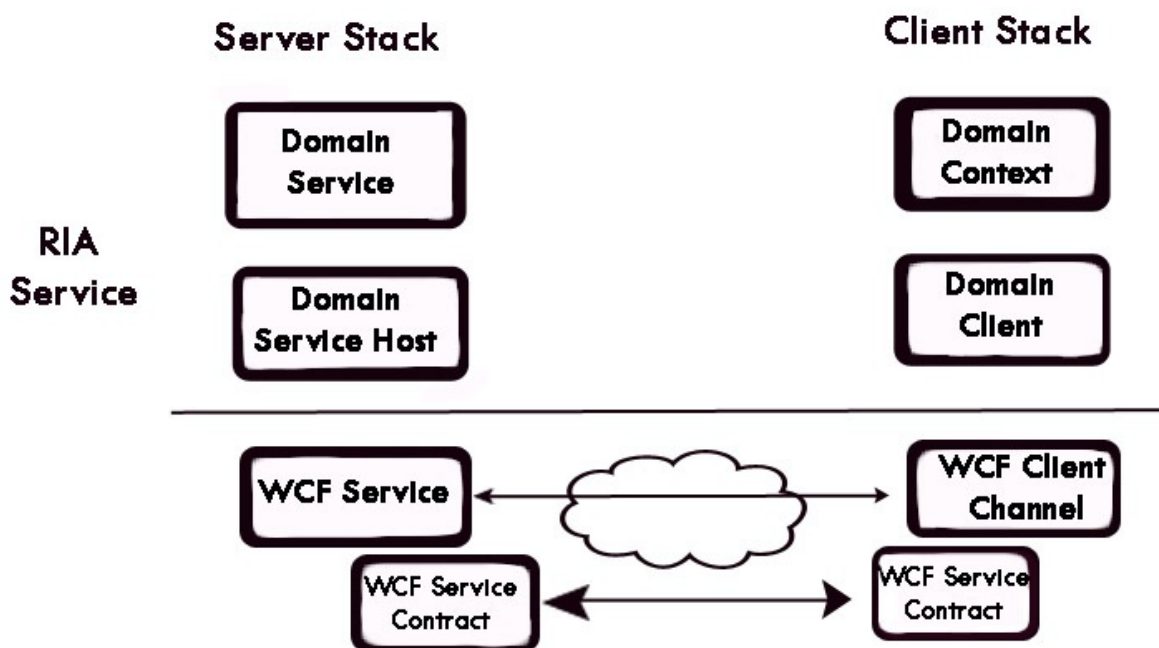 Server Stack
Client Stack
Domain
Service
Domain
Context
RIA
Service
Domain
Service Host
Domain
Client
WCF Service
WCF Client
Channel
WCF Service
Contract
WCF Service
Contract